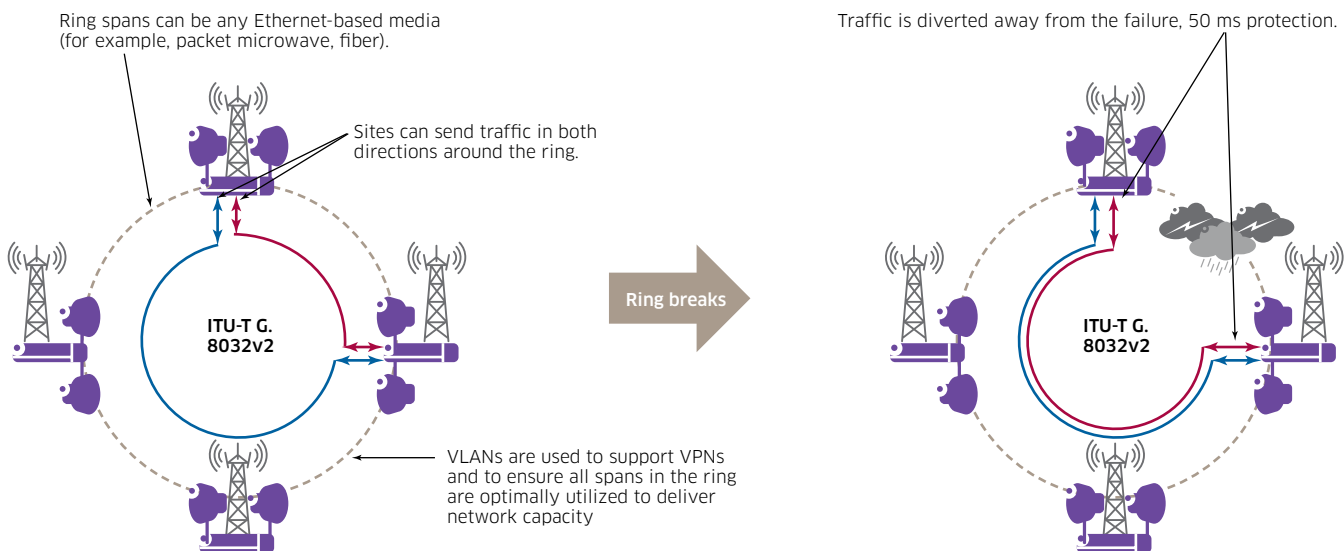 Ring spans can be any Ethernet-based media
(for example, packet microwave, fiber).
Sites can send traffic in both
directions around the ring.
ITU-T G.
8032v2
VLANs are used to support VPNs
and to ensure all spans in the ring
are optimally utilized to deliver
network capacity
Ring breaks
Traffic is diverted away from the failure, 50 ms protection.
ITU-T G.
8032v2